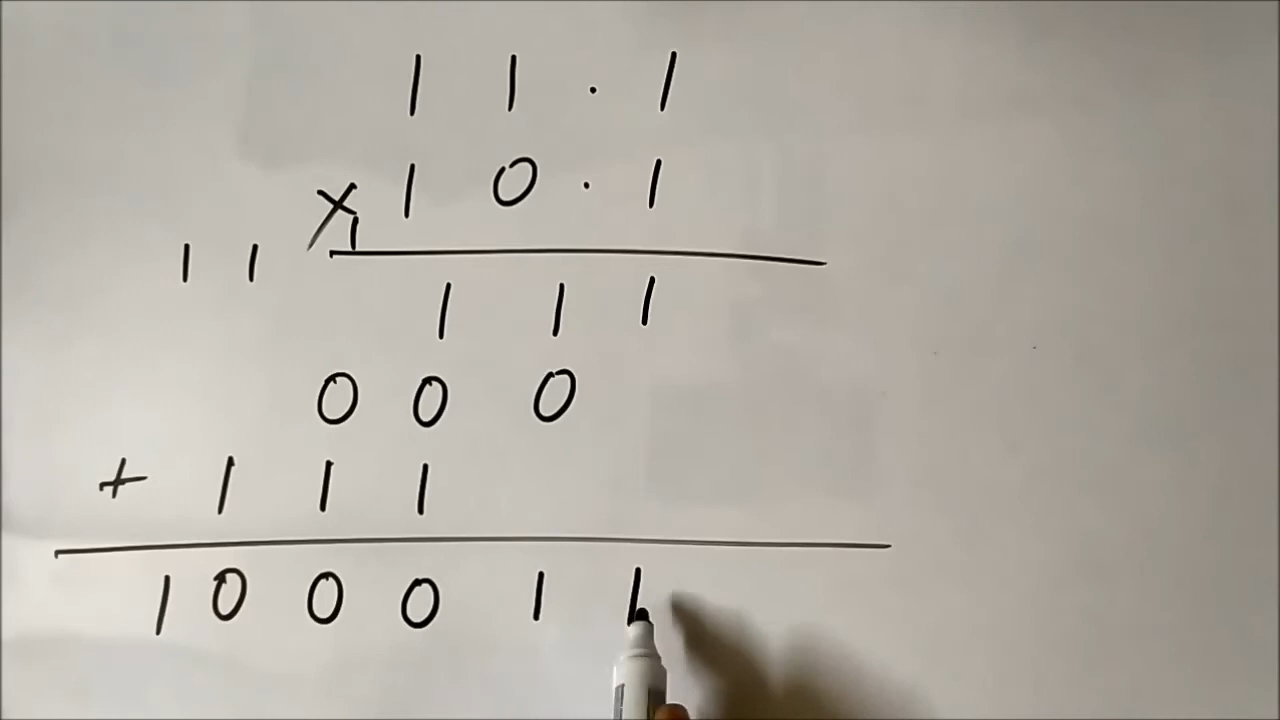 1 1 . 1
× 1 0 . 1
1 1 1
1 1 1
0 0 0
+ 1 1 1
1 0 0 0 1 1